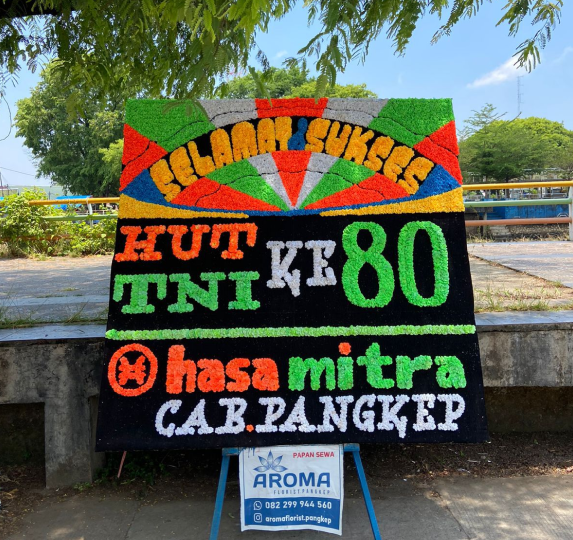 SELAMAT & SUKSES
HUT KE 80
TNI
hasa mitra
CAB.PANGKEP
PAPAN SEWA
AROMA
FLORIST PANGKEP
082 299 944 560
aromaflorist.pangkep